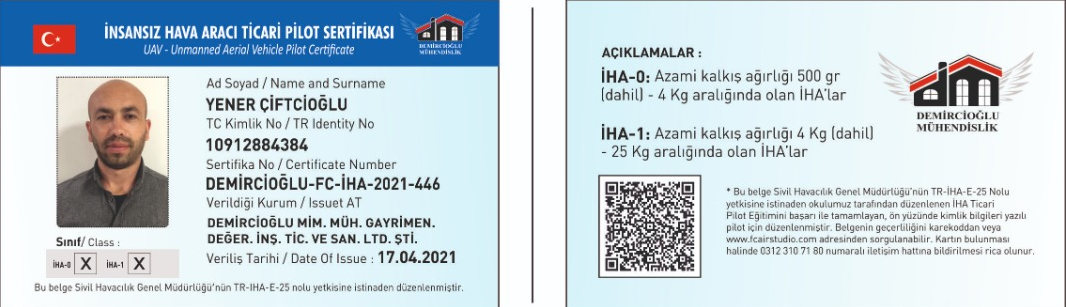 İNSANSIZ HAVA ARACI TİCARİ PİLOT SERTİFİKASI
UAV - Unmanned Aerial Vehicle Pilot Certificate
DEMİRCİOĞLU
MÜHENDİSLİK
Ad Soyad / Name and Surname
YENER ÇİFTCİOĞLU
TC Kimlik No / TR Identity No
10912884384
Sertifika No / Certificate Number
DEMİRCİOĞLU-FC-İHA-2021-446
Verildiği Kurum / Issuet AT
DEMİRCİOĞLU MİM. MÜH. GAYRİMEN.
DEĞER. İNŞ. TİC. VE SAN. LTD. ŞTİ.
Veriliş Tarihi / Date Of Issue : 17.04.2021
Sınıf/ Class :
İHA-0 X İHA-1 X
Bu belge Sivil Havacılık Genel Müdürlüğü'nün TR-IHA-E-25 nolu yetkisine istinaden düzenlenmiştir.
AÇIKLAMALAR :
İHA-0: Azami kalkış ağırlığı 500 gr
(dahil) - 4 Kg aralığında olan İHA'lar
İHA-1: Azami kalkış ağırlığı 4 Kg (dahil)
- 25 Kg aralığında olan İHA'lar
DEMİRCİOĞLU
MÜHENDİSLİK
* Bu belge Sivil Havacılık Genel Müdürlüğü'nün TR-İHA-E-25 Nolu
yetkisine istinaden okulumuz tarafından düzenlenen İHA Ticari
Pilot Eğitimini başarı ile tamamlayan, ön yüzünde kimlik bilgileri yazılı
pilot için düzenlenmiştir. Belgenin geçerliliğini karekoddan veya
www.fcairstudio.com adresinden sorgulanabilir. Kartın bulunması
halinde 0312 310 71 80 numaralı iletişim hattına bildirilmesi rica olunur.